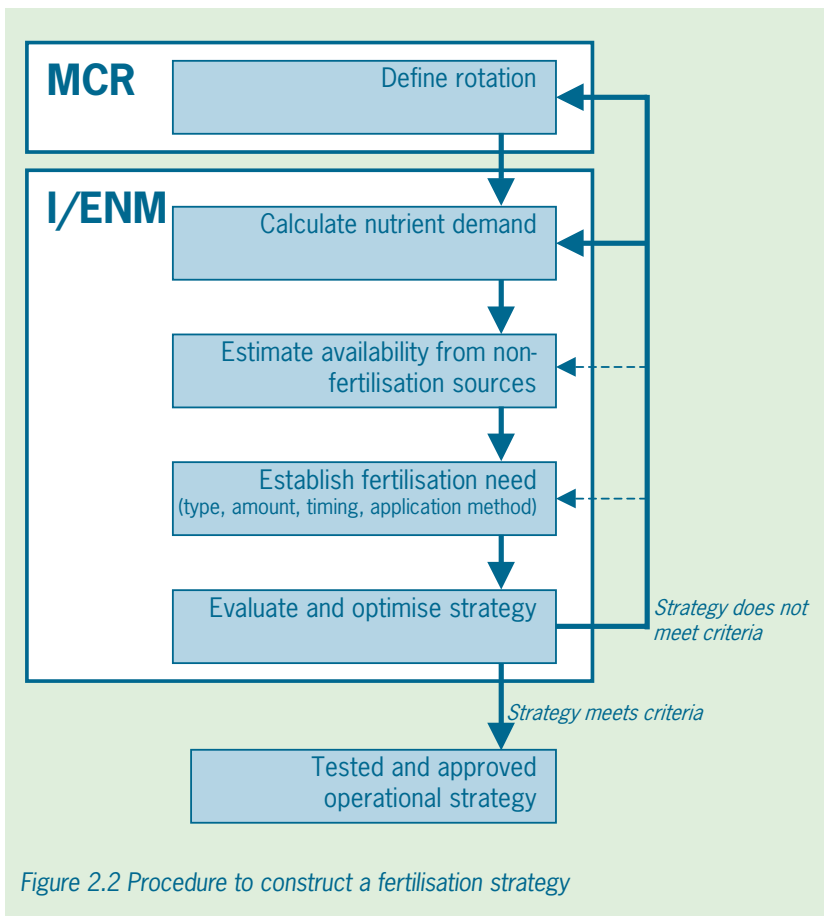 MCR
Define rotation
I/ENM
Calculate nutrient demand
Estimate availability from non-
fertilisation sources
Establish fertilisation need
(type, amount, timing, application method)
Evaluate and optimise strategy
Strategy does not
meet criteria
Strategy meets criteria
Tested and approved
operational strategy
Figure 2.2 Procedure to construct a fertilisation strategy